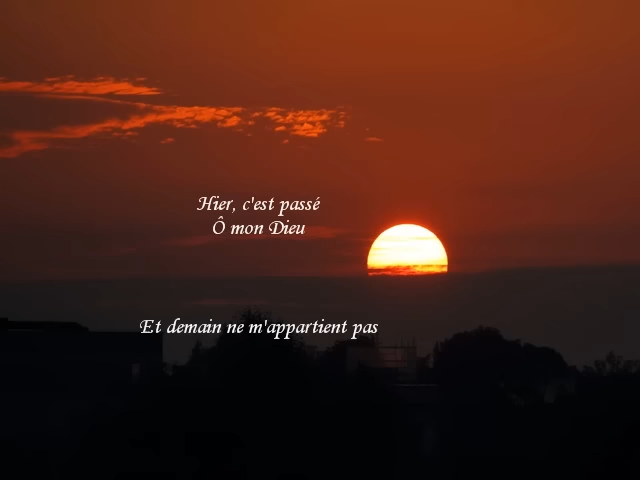 Hier, c'est passé
Ô mon Dieu
Et demain ne m'appartient pas